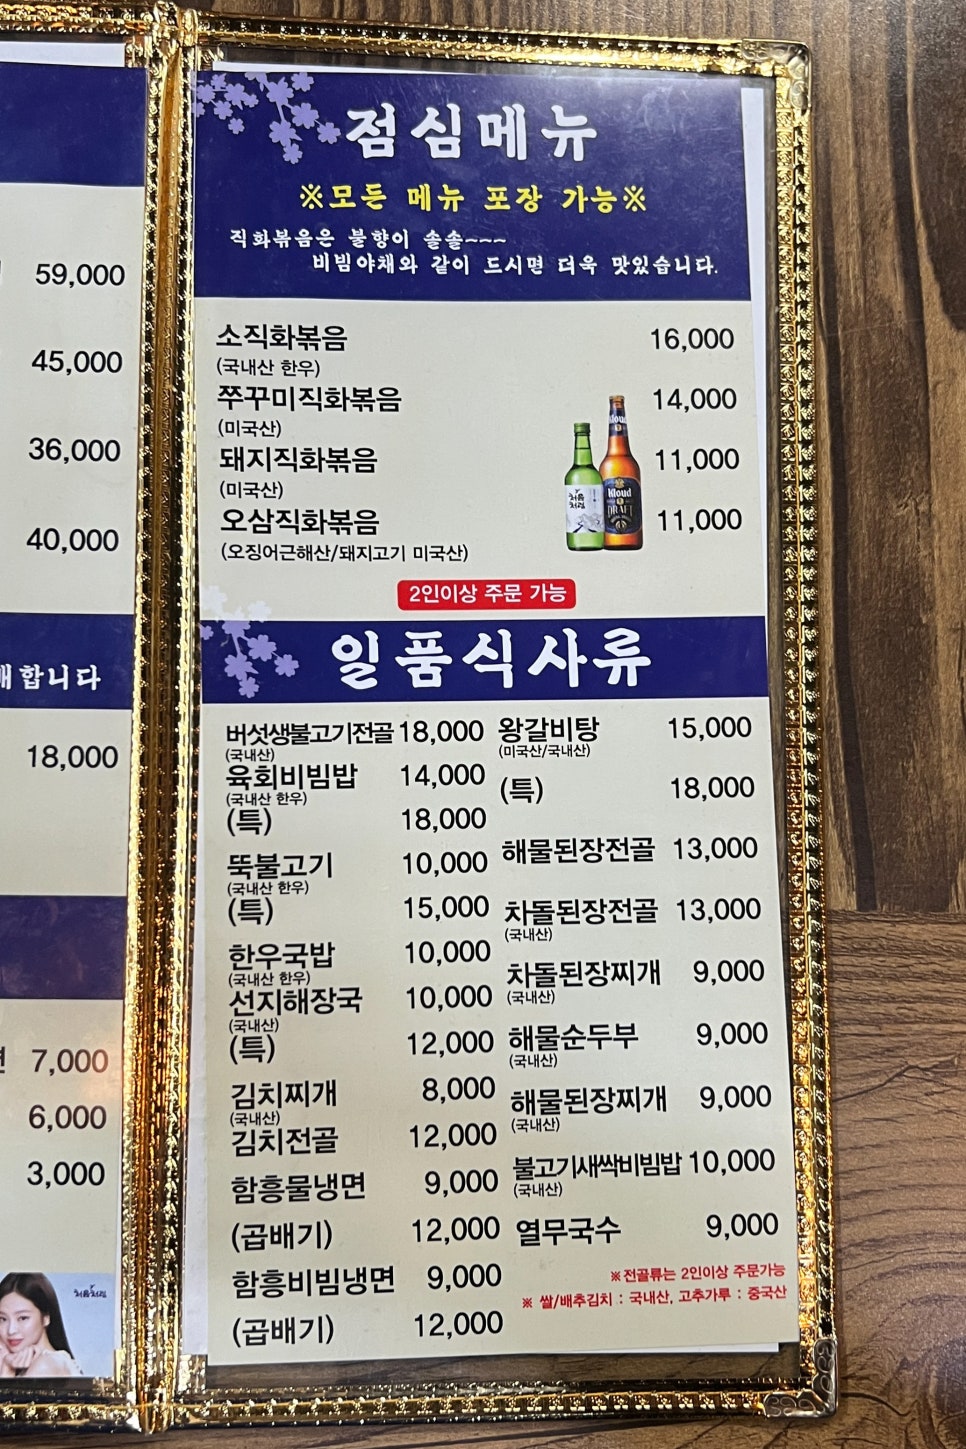 59,000
45,000
36,000
40,000
합니다
18,000
7,000
6,000
3,000
처음처럼
점심메뉴
※모든 메뉴 포장 가능※
직화볶음은 불향이 솔솔~~~
비빔야채와 같이 드시면 더욱 맛있습니다.
소직화볶음 16,000
(국내산 한우)
쭈꾸미직화볶음 14,000
(미국산)
돼지직화볶음 11,000
(미국산)
오삼직화볶음 11,000
(오징어근해산/돼지고기 미국산)
처음처럼
Kloud
Kloud
DRAFT
2인이상 주문 가능
일품식사류
버섯생불고기전골 18,000
(국내산)
육회비빔밥 14,000
(국내산 한우)
(특) 18,000
뚝불고기 10,000
(국내산 한우)
(특) 15,000
한우국밥 10,000
(국내산 한우)
선지해장국 10,000
(국내산)
(특) 12,000
김치찌개 8,000
(국내산)
김치전골 12,000
함흥물냉면 9,000
(곱배기) 12,000
함흥비빔냉면 9,000
(곱배기) 12,000
왕갈비탕 15,000
(미국산/국내산)
(특) 18,000
해물된장전골 13,000
차돌된장전골 13,000
(국내산)
차돌된장찌개 9,000
(국내산)
해물순두부 9,000
(국내산)
해물된장찌개 9,000
(국내산)
불고기새싹비빔밥 10,000
(국내산)
열무국수 9,000
※전골류는 2인이상 주문가능
※ 쌀/배추김치 : 국내산, 고추가루 : 중국산